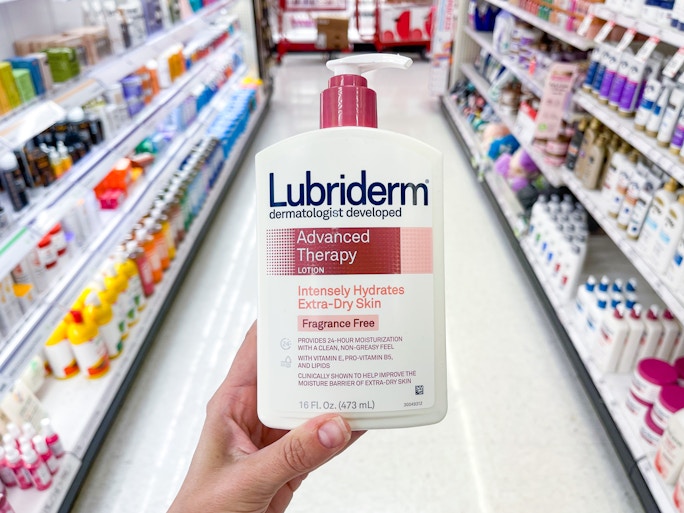 Lubriderm®
dermatologist developed
Advanced
Therapy
LOTION
Intensely Hydrates
Extra-Dry Skin
Fragrance Free
PROVIDES 24-HOUR MOISTURIZATION
WITH A CLEAN, NON-GREASY FEEL
WITH VITAMIN E, PRO-VITAMIN B5,
AND LIPIDS
CLINICALLY SHOWN TO HELP IMPROVE THE
MOISTURE BARRIER OF EXTRA-DRY SKIN
16 Fl. Oz. (473 mL)